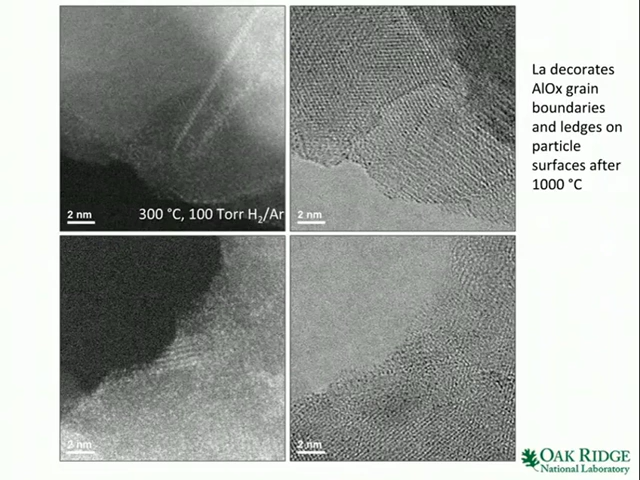 La decorates
AlOx grain
boundaries
and ledges on
particle
surfaces after
1000 °C
2 nm
300 °C, 100 Torr H₂/Ar
2 nm
2 nm
2 nm
OAK RIDGE
National Laboratory